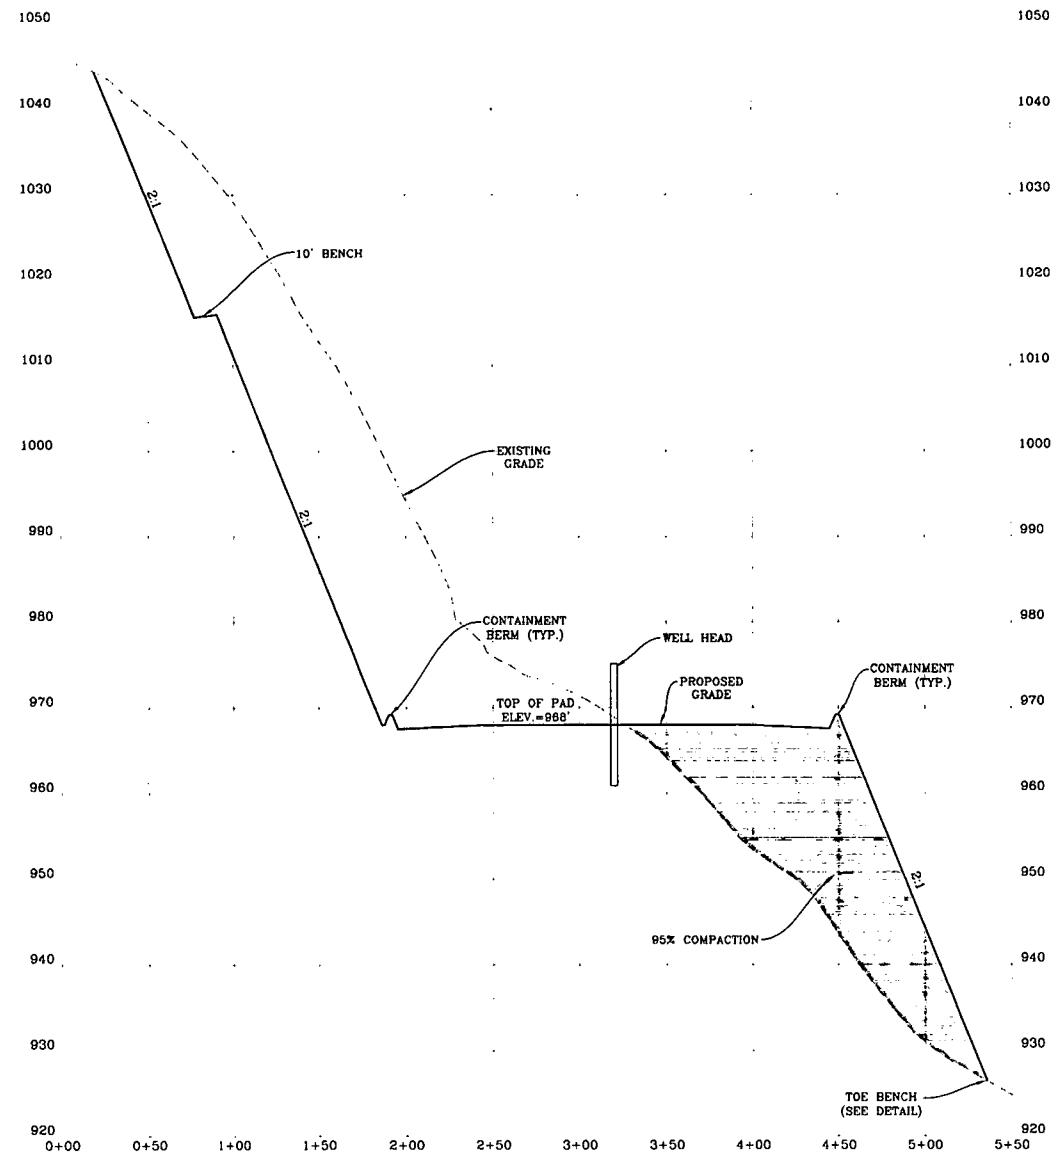 1050 1050
1040 1040
1030 1030
2:1
10' BENCH
1020 1020
1010 1010
1000 1000
EXISTING
GRADE
2:1
990 990
980 980
CONTAINMENT
BERM (TYP.)
WELL HEAD
CONTAINMENT
BERM (TYP.)
PROPOSED
GRADE
970 970
TOP OF PAD
ELEV.=968'
960 960
950 950
2:1
95% COMPACTION
940 940
930 930
TOE BENCH
(SEE DETAIL)
920 920
0+00 0+50 1+00 1+50 2+00 2+50 3+00 3+50 4+00 4+50 5+00 5+50